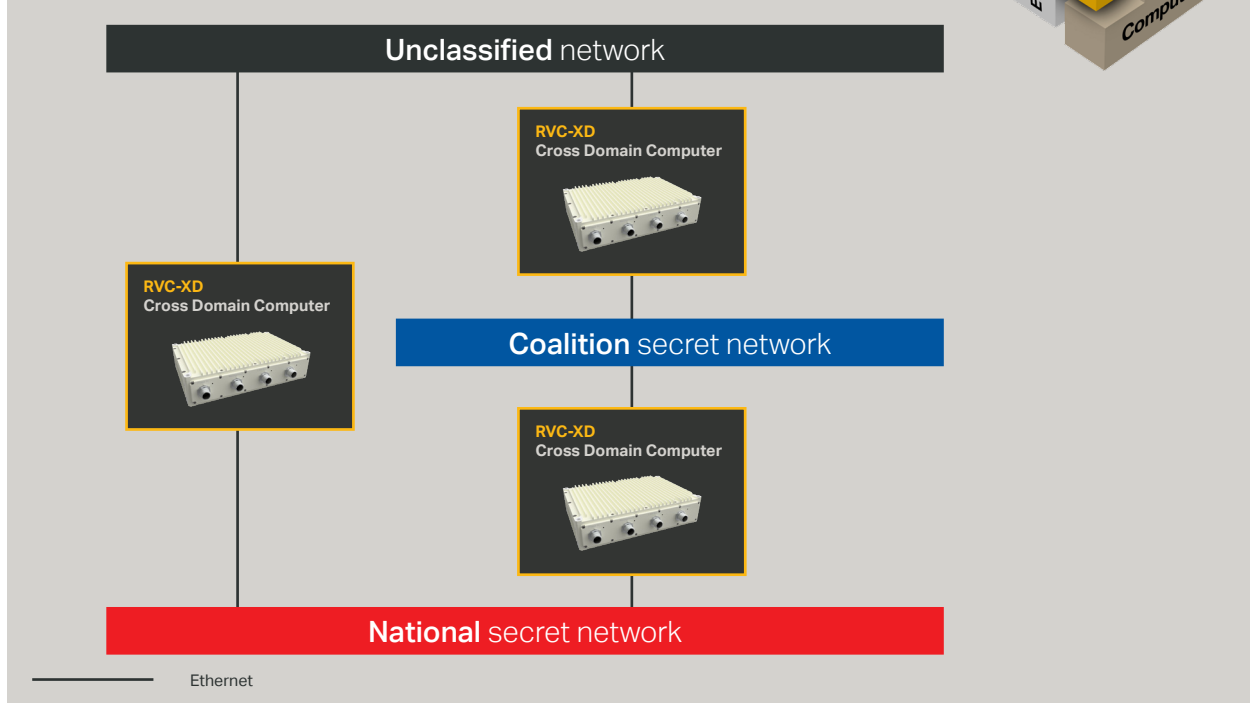 Unclassified network
RVC-XD
Cross Domain Computer
RVC-XD
Cross Domain Computer
Coalition secret network
RVC-XD
Cross Domain Computer
National secret network
Ethernet